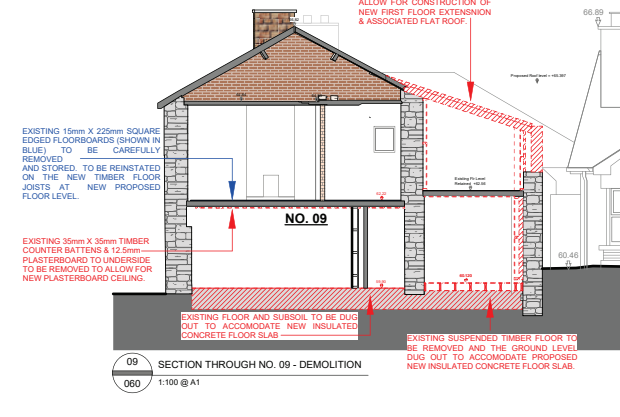 ALLOW FOR CONSTRUCTION OF
NEW FIRST FLOOR EXTENSNION
& ASSOCIATED FLAT ROOF.
66.89
Proposed Roof level = +65.387
EXISTING 15mm X 225mm SQUARE
EDGED FLOORBOARDS (SHOWN IN
BLUE) TO BE CAREFULLY
REMOVED
AND STORED. TO BE REINSTATED
ON THE NEW TIMBER FLOOR
JOISTS AT NEW PROPOSED
FLOOR LEVEL.
Existing Ffl Level
NO. 09
EXISTING 35mm X 35mm TIMBER
COUNTER BATTENS & 12.5mm
PLASTERBOARD TO UNDERSIDE
TO BE REMOVED TO ALLOW FOR
NEW PLASTERBOARD CEILING.
60.46
EXISTING FLOOR AND SUBSOIL TO BE DUG
OUT TO ACCOMODATE NEW INSULATED
CONCRETE FLOOR SLAB
EXISTING SUSPENDED TIMBER FLOOR TO
BE REMOVED AND THE GROUND LEVEL
DUG OUT TO ACCOMODATE PROPOSED
NEW INSULATED CONCRETE FLOOR SLAB.
09
060
SECTION THROUGH NO. 09 - DEMOLITION
1:100 @ A1